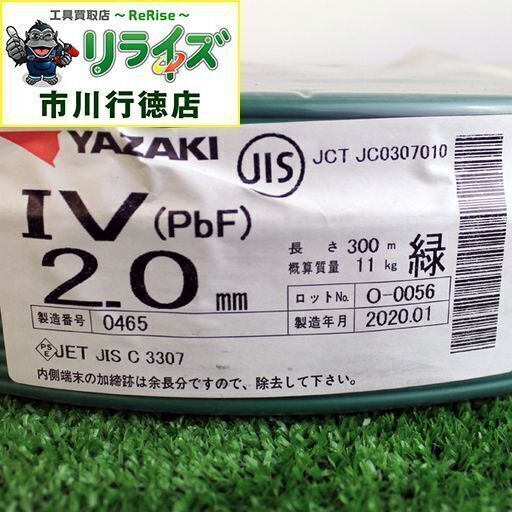 工具買取店 ～ReRise～
リライズ
市川行徳店
YAZAKI
JIS
JCT JC0307010
IV (PbF)
2.0 mm
長さ 300 m
概算質量 11 kg
緑
ロットNo. O-0056
製造番号 0465
製造年月 2020.01
PSE JET JIS C 3307
内側端末の加締跡は余長分ですので、除去して下さい。